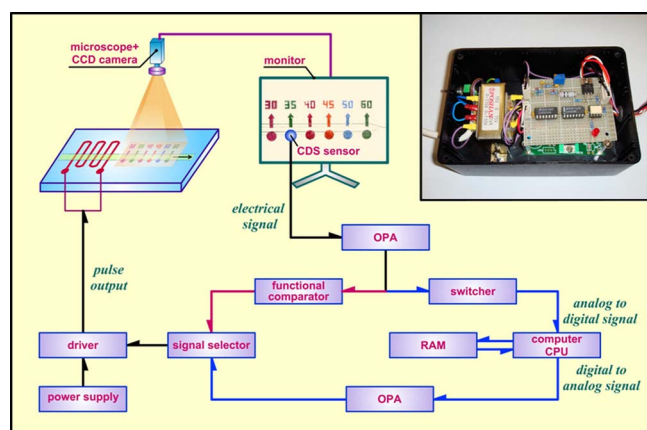 microscope+
CCD camera
monitor
30 35 40 45 50 60
CDS sensor
electrical
signal
OPA
pulse
output
functional
comparator
switcher
analog to
digital signal
driver
signal selector
RAM
computer
CPU
digital to
analog signal
power supply
OPA